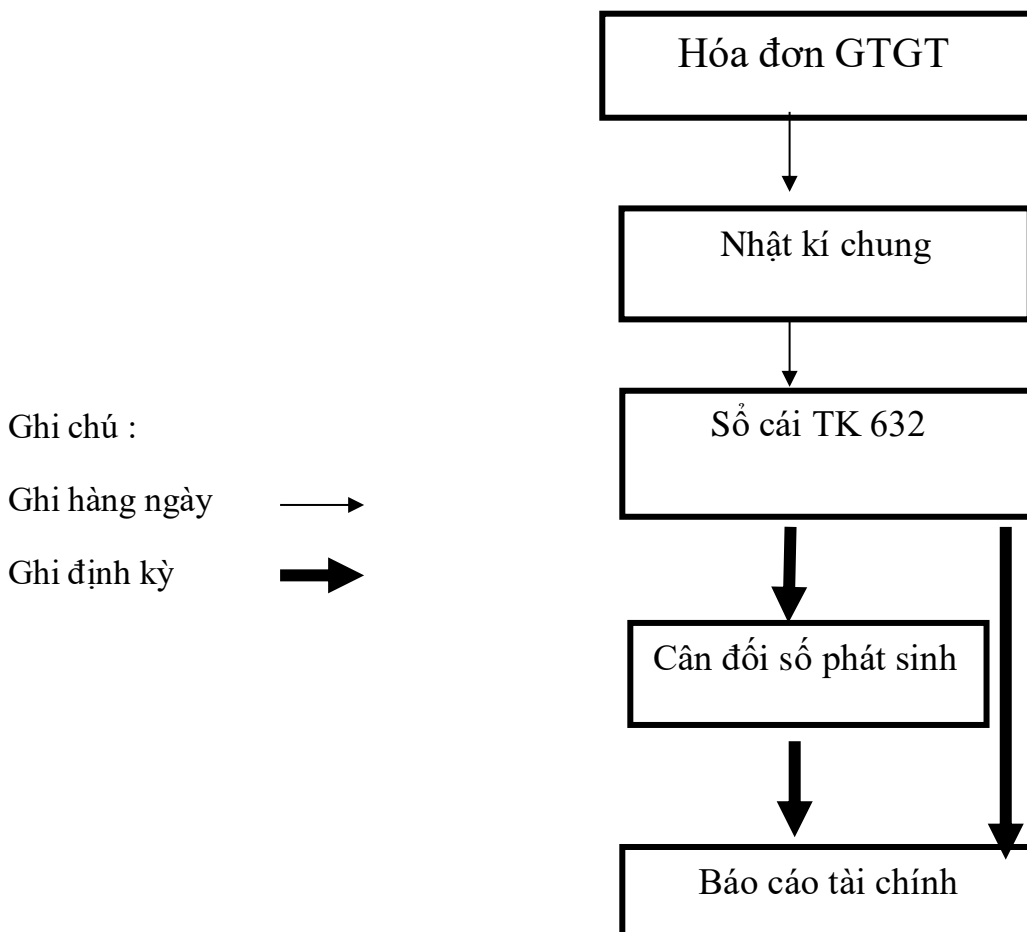 Hóa đơn GTGT
Nhật kí chung
Sổ cái TK 632
Ghi chú :
Ghi hàng ngày
Ghi định kỳ
Cân đối số phát sinh
Báo cáo tài chính